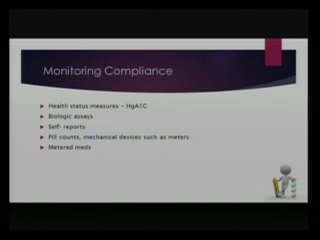 Monitoring Compliance
Health status measures - HgA1C
Biologic assays
Self- reports
Pill counts, mechanical devices such as meters
Metered meds